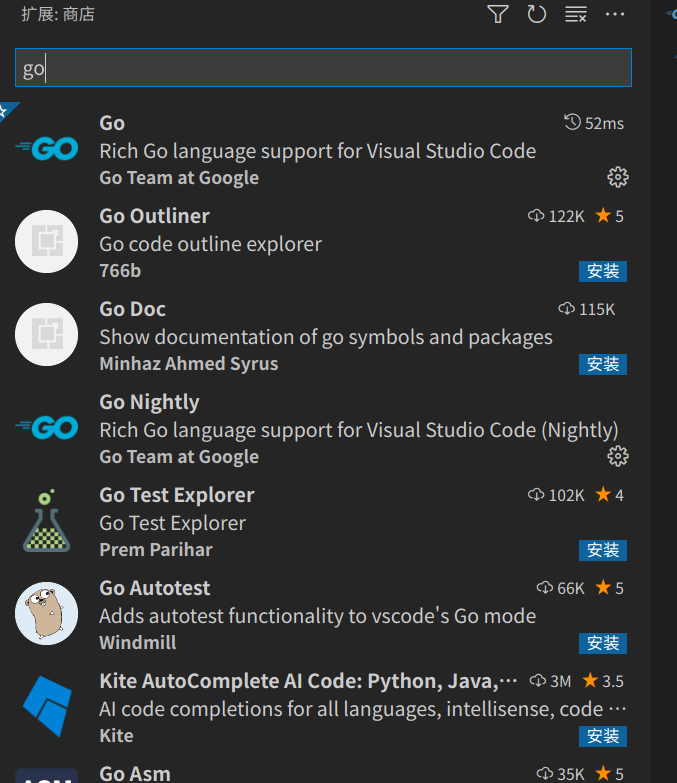 扩展: 商店
go
Go 52ms
GO
Rich Go language support for Visual Studio Code
Go Team at Google
Go Outliner 122K ★ 5
Go code outline explorer
766b 安装
Go Doc 115K
Show documentation of go symbols and packages
Minhaz Ahmed Syrus 安装
Go Nightly
GO
Rich Go language support for Visual Studio Code (Nightly)
Go Team at Google
Go Test Explorer 102K ★ 4
Go Test Explorer
Prem Parihar 安装
Go Autotest 66K ★ 5
Adds autotest functionality to vscode's Go mode
Windmill 安装
Kite AutoComplete AI Code: Python, Java,⋯ 3M ★ 3.5
AI code completions for all languages, intellisense, code ⋯
Kite 安装
Go Asm 35K ★ 5
ASM